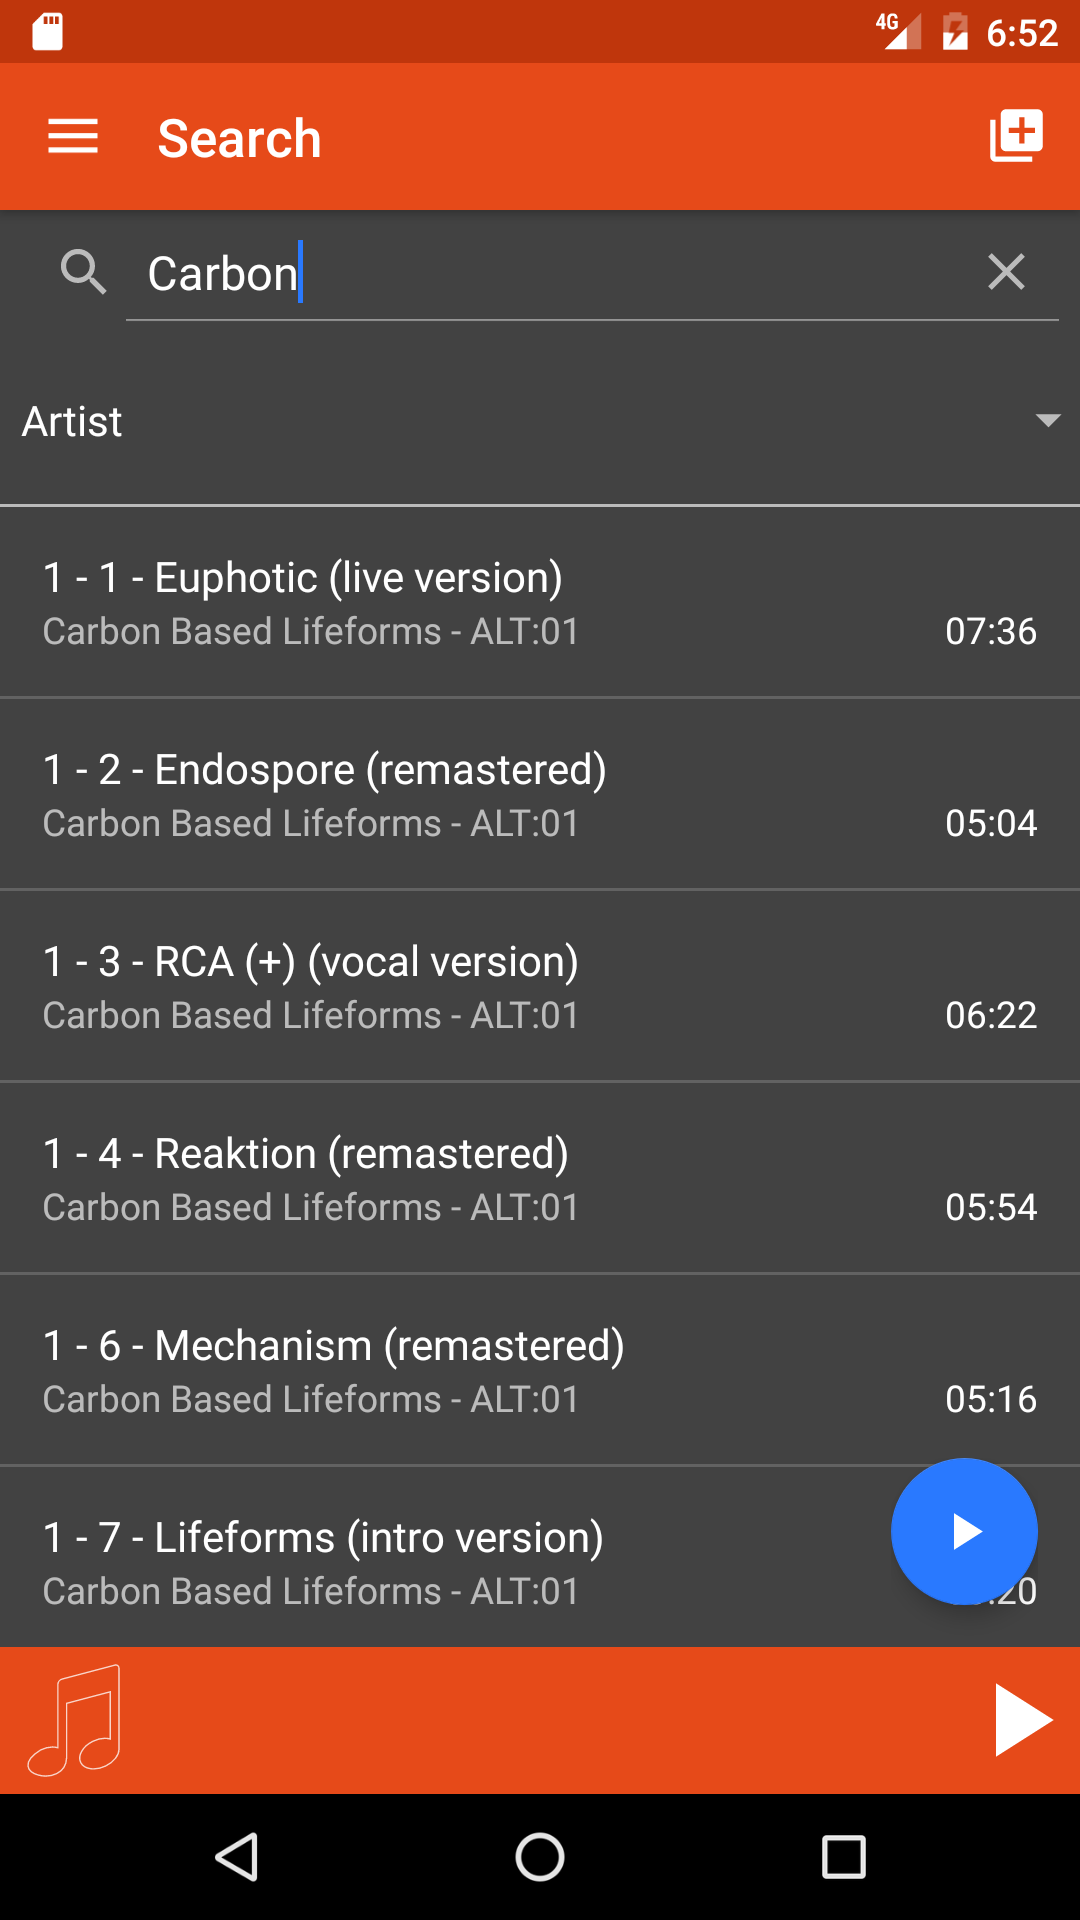 4G 6:52
Search
Carbon
Artist
1 - 1 - Euphotic (live version)
Carbon Based Lifeforms - ALT:01 07:36
1 - 2 - Endospore (remastered)
Carbon Based Lifeforms - ALT:01 05:04
1 - 3 - RCA (+) (vocal version)
Carbon Based Lifeforms - ALT:01 06:22
1 - 4 - Reaktion (remastered)
Carbon Based Lifeforms - ALT:01 05:54
1 - 6 - Mechanism (remastered)
Carbon Based Lifeforms - ALT:01 05:16
1 - 7 - Lifeforms (intro version)
Carbon Based Lifeforms - ALT:01 :20